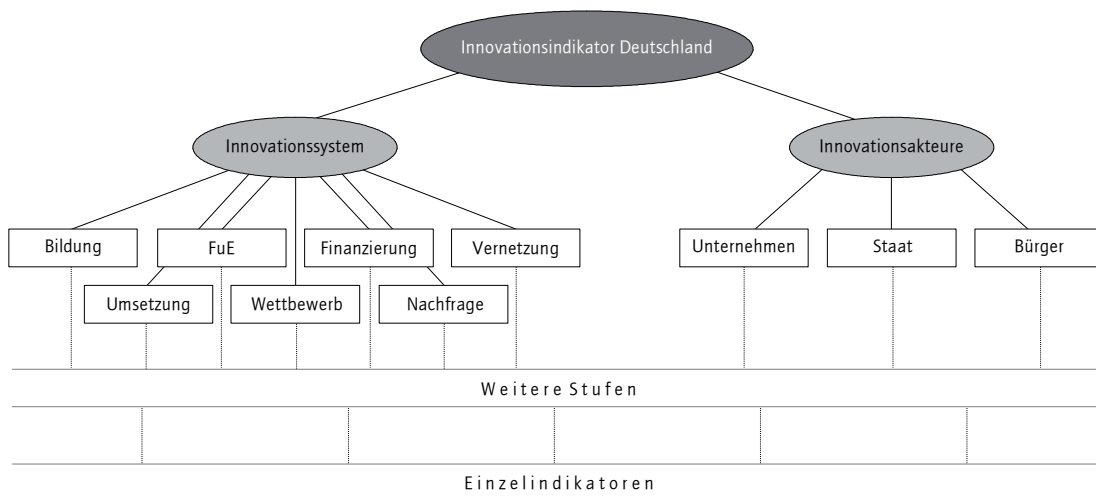 Innovationsindikator Deutschland
Innovationssystem
Innovationsakteure
Bildung
FuE
Finanzierung
Vernetzung
Unternehmen
Staat
Bürger
Umsetzung
Wettbewerb
Nachfrage
Weitere Stufen
Einzelindikatoren